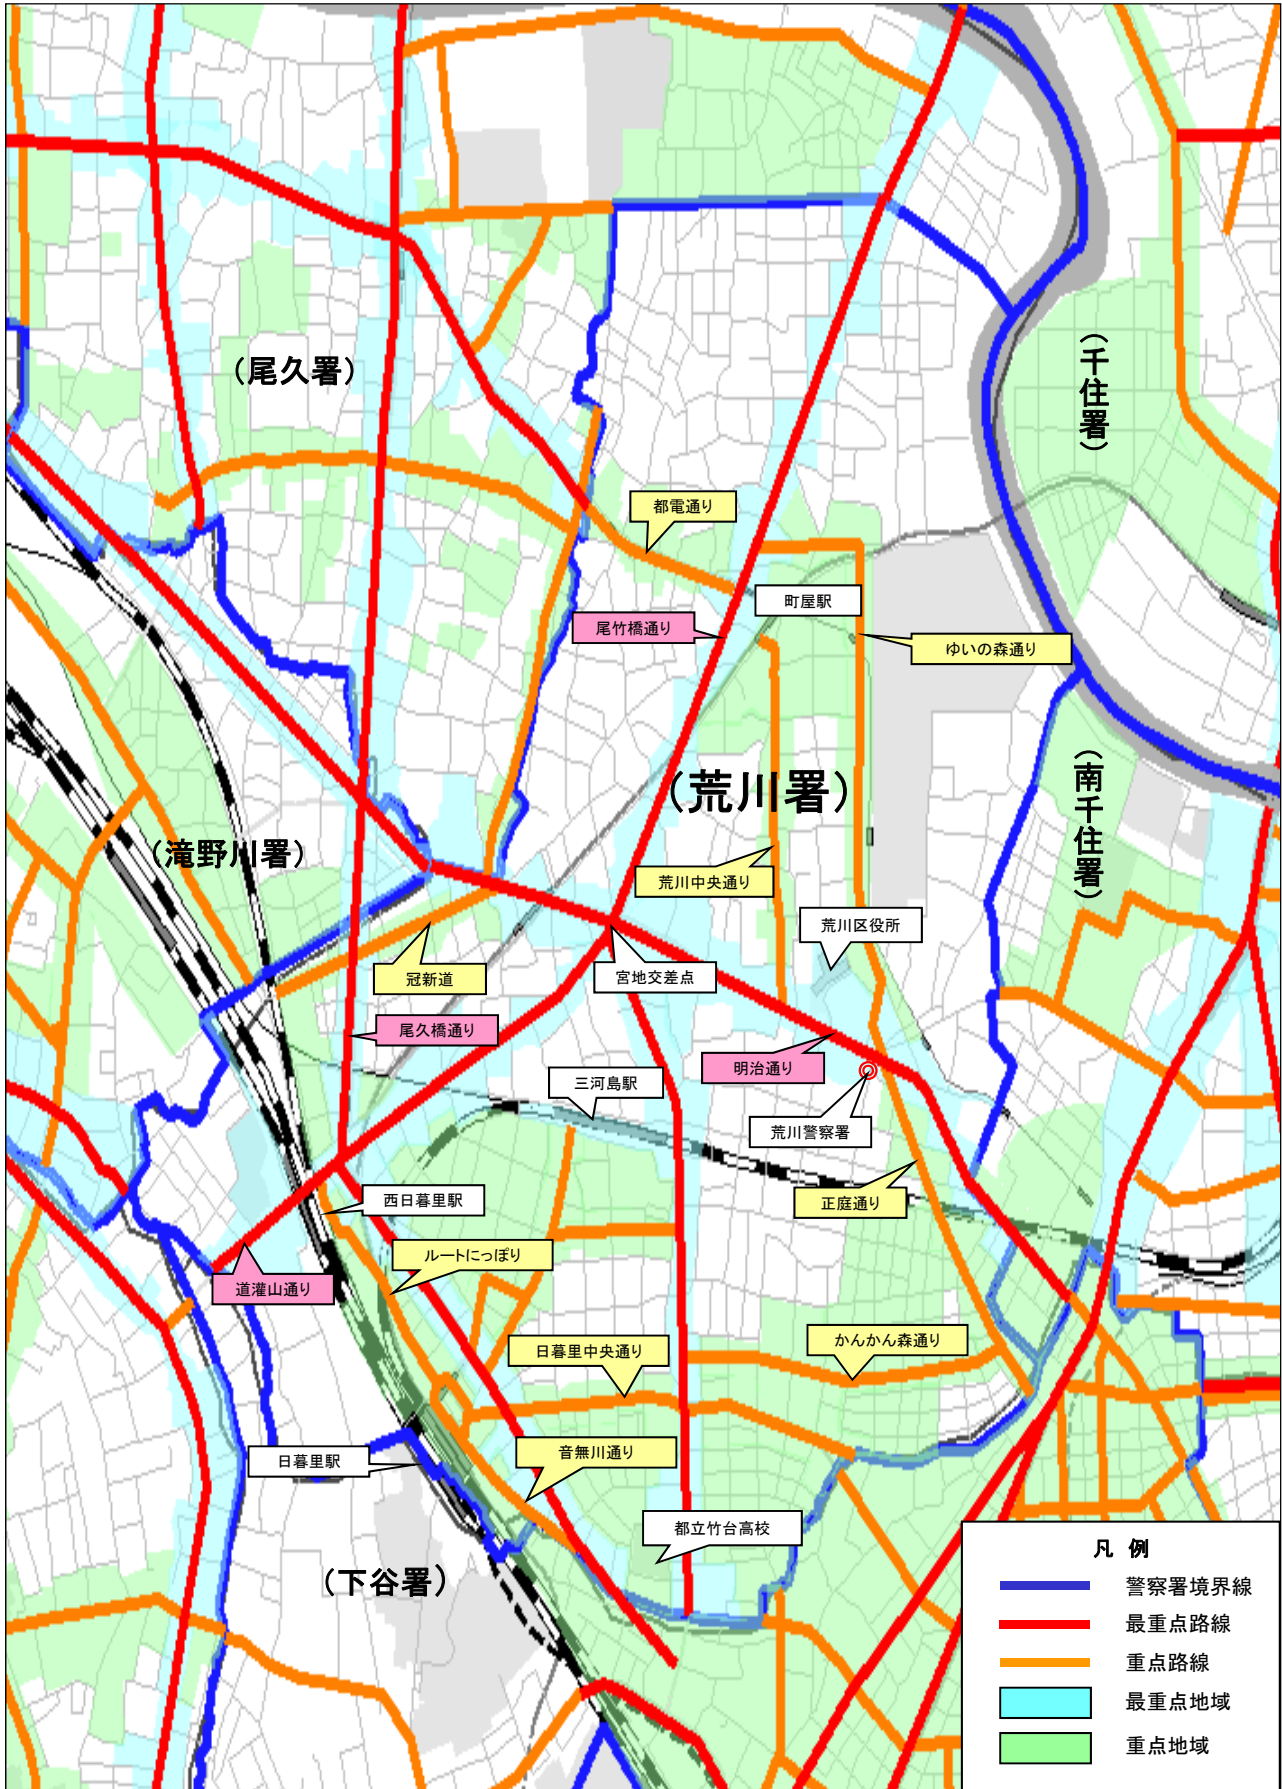 (尾久署)
(千住署)
都電通り
町屋駅
尾竹橋通り
ゆいの森通り
(荒川署)
(南千住署)
(滝野川署)
荒川中央通り
荒川区役所
冠新道
宮地交差点
尾久橋通り
明治通り
三河島駅
荒川警察署
西日暮里駅
正庭通り
ルートにっぽり
道灌山通り
日暮里中央通り
かんかん森通り
日暮里駅
音無川通り
都立竹台高校
(下谷署)
凡 例
警察署境界線
最重点路線
重点路線
最重点地域
重点地域